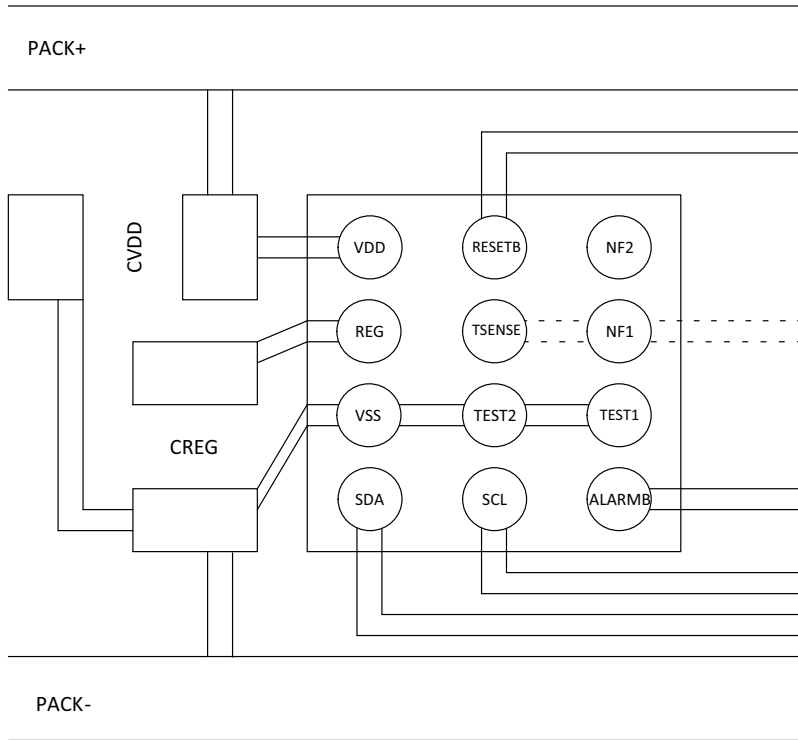 PACK+
CVDD
VDD
RESETB
NF2
REG
TSENSE
NF1
VSS
TEST2
TEST1
CREG
SDA
SCL
ALARMB
PACK-